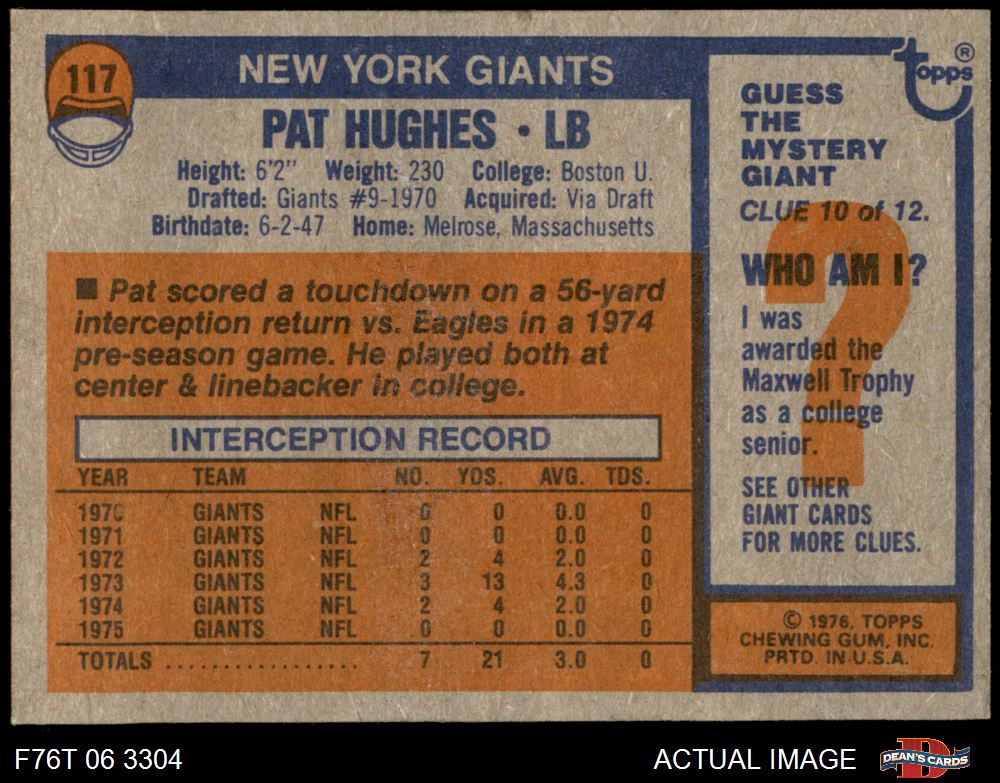 117
NEW YORK GIANTS
PAT HUGHES • LB
Height: 6'2" Weight: 230 College: Boston U.
Drafted: Giants #9-1970 Acquired: Via Draft
Birthdate: 6-2-47 Home: Melrose, Massachusetts
■ Pat scored a touchdown on a 56-yard
interception return vs. Eagles in a 1974
pre-season game. He played both at
center & linebacker in college.
INTERCEPTION RECORD
YEAR TEAM NO. YDS. AVG. TDS.
1970 GIANTS NFL 0 0 0.0 0
1971 GIANTS NFL 0 0 0.0 0
1972 GIANTS NFL 2 4 2.0 0
1973 GIANTS NFL 3 13 4.3 0
1974 GIANTS NFL 2 4 2.0 0
1975 GIANTS NFL 0 0 0.0 0
TOTALS .................. 7 21 3.0 0
topps ®
GUESS
THE
MYSTERY
GIANT
CLUE 10 of 12.
WHO AM I?
?
I was
awarded the
Maxwell Trophy
as a college
senior.
SEE OTHER
GIANT CARDS
FOR MORE CLUES.
© 1976, TOPPS
CHEWING GUM, INC.
PRTD. IN U.S.A.
F76T 06 3304
ACTUAL IMAGE
D
DEAN'S CARDS